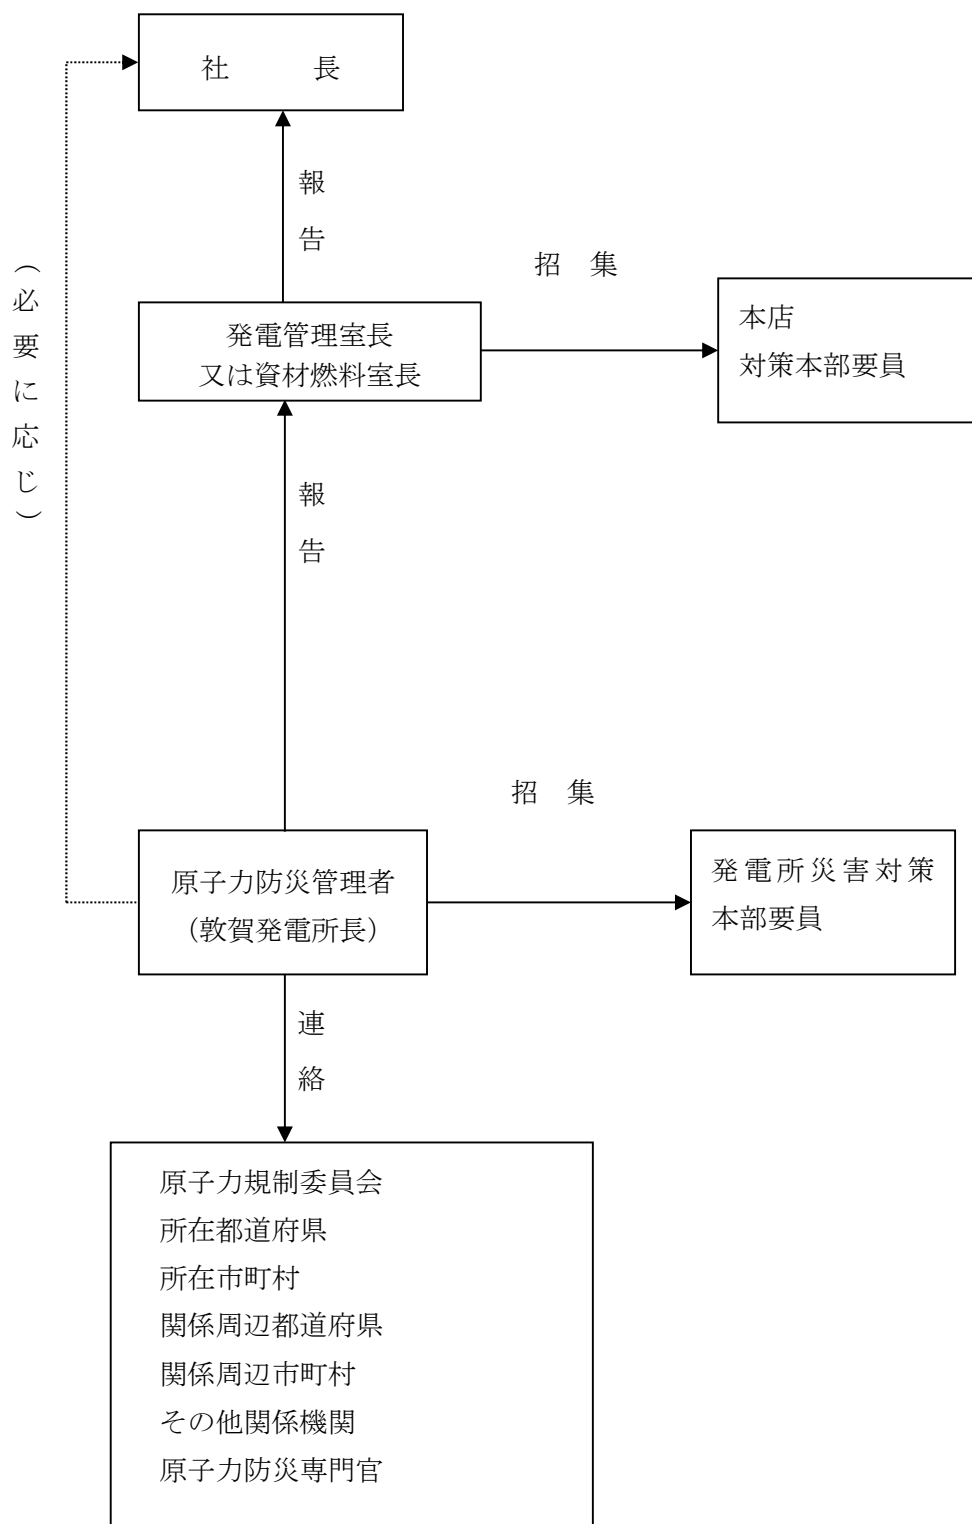 社　　　長
報告
招　集
(必要に応じ)
発電管理室長
又は資材燃料室長
本店
対策本部要員
報告
招　集
原子力防災管理者
（敦賀発電所長）
発電所災害対策
本部要員
連絡
原子力規制委員会
所在都道府県
所在市町村
関係周辺都道府県
関係周辺市町村
その他関係機関
原子力防災専門官